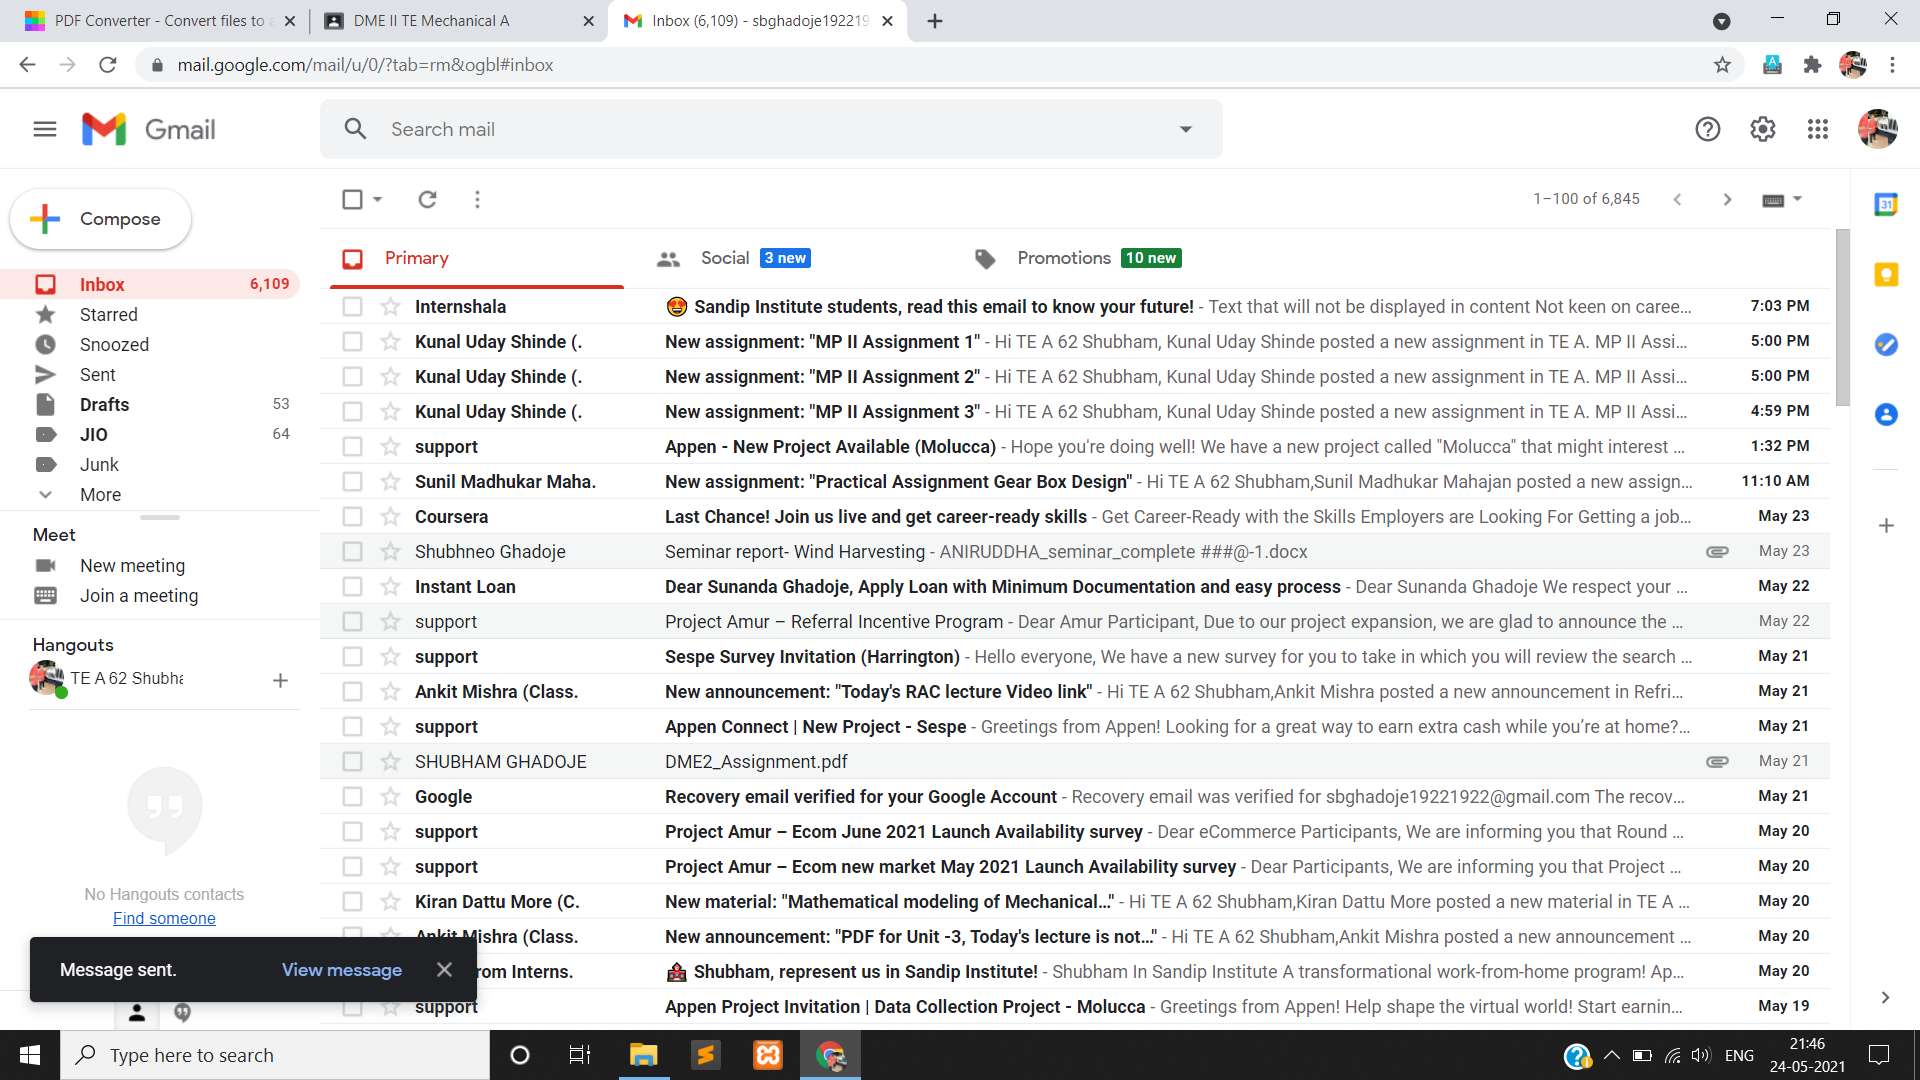 PDF Converter - Convert files to a
DME II TE Mechanical A
Inbox (6,109) - sbghadoje192219
mail.google.com/mail/u/0/?tab=rm&ogbl#inbox
Gmail
Search mail
Compose
1–100 of 6,845
31
Primary
Social 3 new
Promotions 10 new
Inbox 6,109
Starred
Snoozed
Sent
Drafts 53
JIO 64
Junk
More
Meet
New meeting
Join a meeting
Hangouts
TE A 62 Shubha
No Hangouts contacts
Find someone
Internshala 😍 Sandip Institute students, read this email to know your future! - Text that will not be displayed in content Not keen on caree... 7:03 PM
Kunal Uday Shinde (. New assignment: "MP II Assignment 1" - Hi TE A 62 Shubham, Kunal Uday Shinde posted a new assignment in TE A. MP II Assi... 5:00 PM
Kunal Uday Shinde (. New assignment: "MP II Assignment 2" - Hi TE A 62 Shubham, Kunal Uday Shinde posted a new assignment in TE A. MP II Assi... 5:00 PM
Kunal Uday Shinde (. New assignment: "MP II Assignment 3" - Hi TE A 62 Shubham, Kunal Uday Shinde posted a new assignment in TE A. MP II Assi... 4:59 PM
support Appen - New Project Available (Molucca) - Hope you're doing well! We have a new project called "Molucca" that might interest ... 1:32 PM
Sunil Madhukar Maha. New assignment: "Practical Assignment Gear Box Design" - Hi TE A 62 Shubham,Sunil Madhukar Mahajan posted a new assign... 11:10 AM
Coursera Last Chance! Join us live and get career-ready skills - Get Career-Ready with the Skills Employers are Looking For Getting a job... May 23
Shubhneo Ghadoje Seminar report- Wind Harvesting - ANIRUDDHA_seminar_complete ###@-1.docx May 23
Instant Loan Dear Sunanda Ghadoje, Apply Loan with Minimum Documentation and easy process - Dear Sunanda Ghadoje We respect your ... May 22
support Project Amur – Referral Incentive Program - Dear Amur Participant, Due to our project expansion, we are glad to announce the ... May 22
support Sespe Survey Invitation (Harrington) - Hello everyone, We have a new survey for you to take in which you will review the search ... May 21
Ankit Mishra (Class. New announcement: "Today's RAC lecture Video link" - Hi TE A 62 Shubham,Ankit Mishra posted a new announcement in Refri... May 21
support Appen Connect | New Project - Sespe - Greetings from Appen! Looking for a great way to earn extra cash while you're at home?... May 21
SHUBHAM GHADOJE DME2_Assignment.pdf May 21
Google Recovery email verified for your Google Account - Recovery email was verified for sbghadoje19221922@gmail.com The recov... May 21
support Project Amur – Ecom June 2021 Launch Availability survey - Dear eCommerce Participants, We are informing you that Round ... May 20
support Project Amur – Ecom new market May 2021 Launch Availability survey - Dear Participants, We are informing you that Project ... May 20
Kiran Dattu More (C. New material: "Mathematical modeling of Mechanical..." - Hi TE A 62 Shubham,Kiran Dattu More posted a new material in TE A ... May 20
Ankit Mishra (Class. New announcement: "PDF for Unit -3, Today's lecture is not..." - Hi TE A 62 Shubham,Ankit Mishra posted a new announcement ... May 20
rom Interns. Shubham, represent us in Sandip Institute! - Shubham In Sandip Institute A transformational work-from-home program! Ap... May 20
support Appen Project Invitation | Data Collection Project - Molucca - Greetings from Appen! Help shape the virtual world! Start earnin... May 19
Message sent. View message
Type here to search
ENG
21:46
24-05-2021